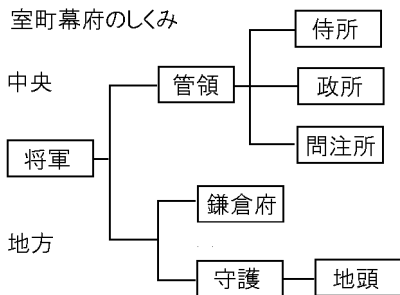 室町幕府のしくみ
侍所
中央
管領
政所
問注所
将軍
鎌倉府
地方
守護
地頭